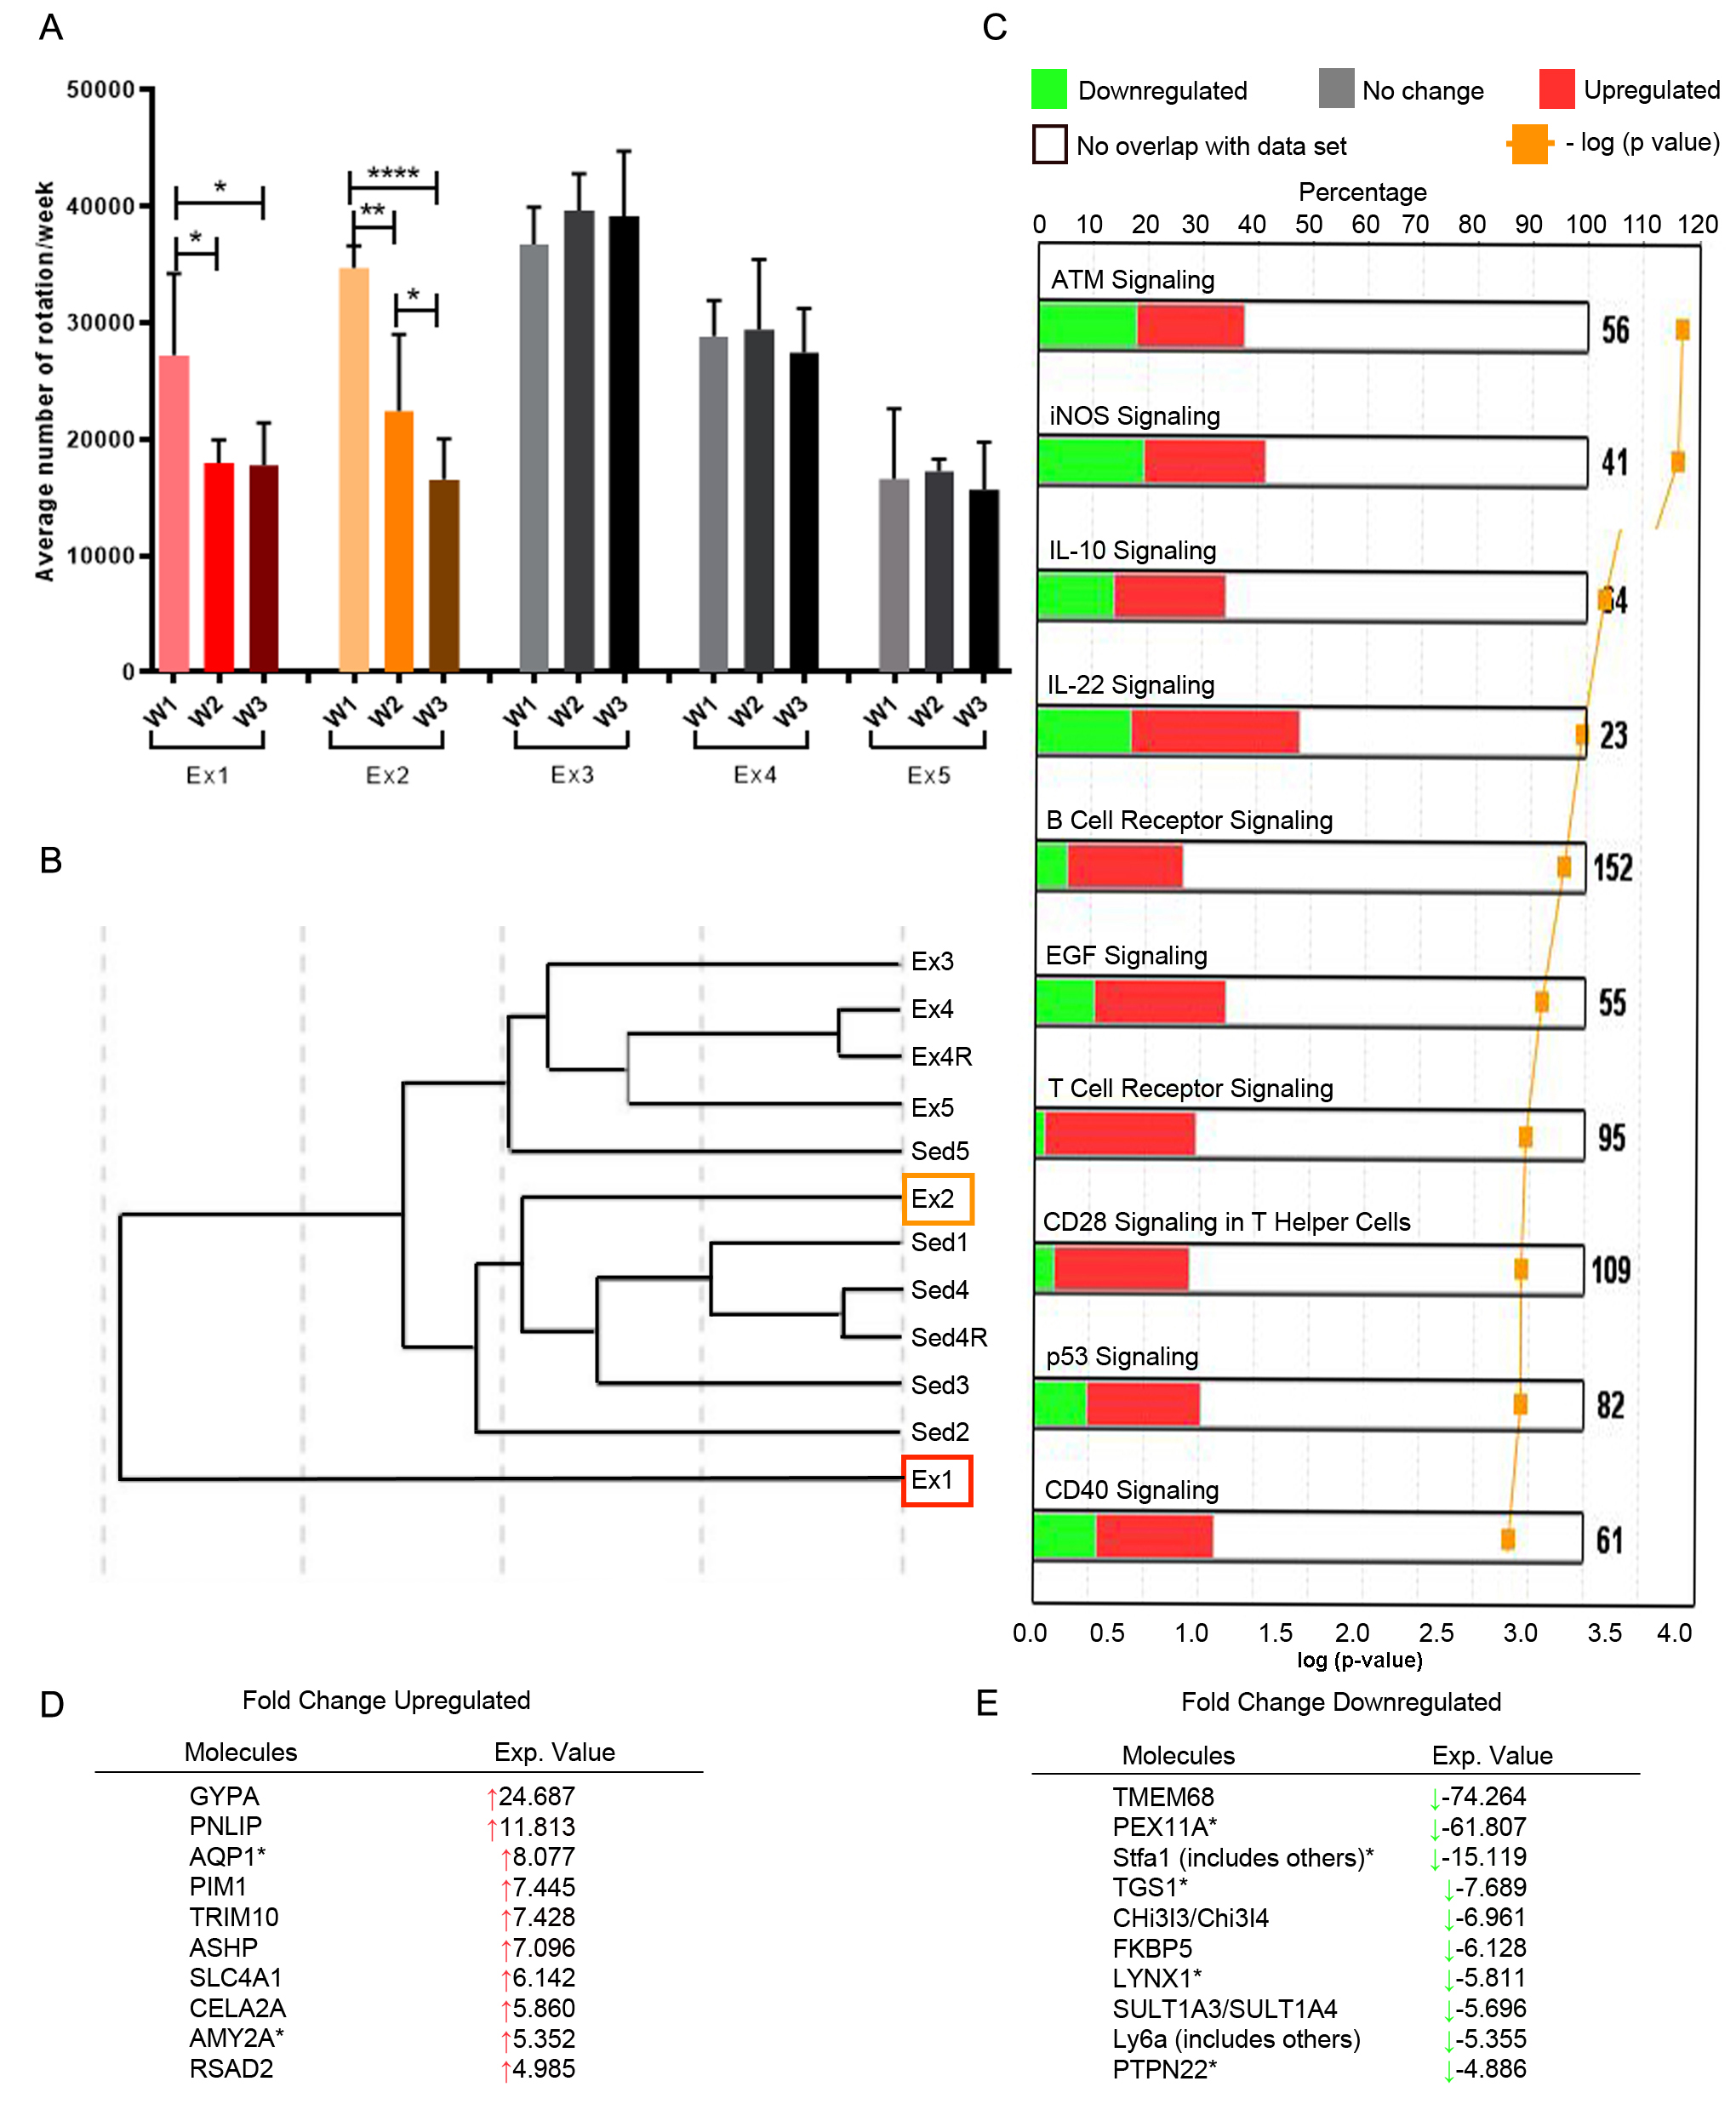 A
Average number of rotation/week
50000
40000
30000
20000
10000
0
*
*
****
**
*
W1 W2 W3 W1 W2 W3 W1 W2 W3 W1 W2 W3 W1 W2 W3
Ex1 Ex2 Ex3 Ex4 Ex5
B
Ex3
Ex4
Ex4R
Ex5
Sed5
Ex2
Sed1
Sed4
Sed4R
Sed3
Sed2
Ex1
C
Downregulated No change Upregulated
No overlap with data set - log (p value)
Percentage
0 10 20 30 40 50 60 70 80 90 100 110 120
ATM Signaling
56
iNOS Signaling
41
IL-10 Signaling
IL-22 Signaling
23
B Cell Receptor Signaling
152
EGF Signaling
55
T Cell Receptor Signaling
95
CD28 Signaling in T Helper Cells
109
p53 Signaling
82
CD40 Signaling
61
0.0 0.5 1.0 1.5 2.0 2.5 3.0 3.5 4.0
log (p-value)
D
Fold Change Upregulated
Molecules Exp. Value
GYPA ↑24.687
PNLIP ↑11.813
AQP1* ↑8.077
PIM1 ↑7.445
TRIM10 ↑7.428
ASHP ↑7.096
SLC4A1 ↑6.142
CELA2A ↑5.860
AMY2A* ↑5.352
RSAD2 ↑4.985
E
Fold Change Downregulated
Molecules Exp. Value
TMEM68 ↓-74.264
PEX11A* ↓-61.807
Stfa1 (includes others)* ↓-15.119
TGS1* ↓-7.689
CHi3I3/Chi3I4 ↓-6.961
FKBP5 ↓-6.128
LYNX1* ↓-5.811
SULT1A3/SULT1A4 ↓-5.696
Ly6a (includes others) ↓-5.355
PTPN22* ↓-4.886